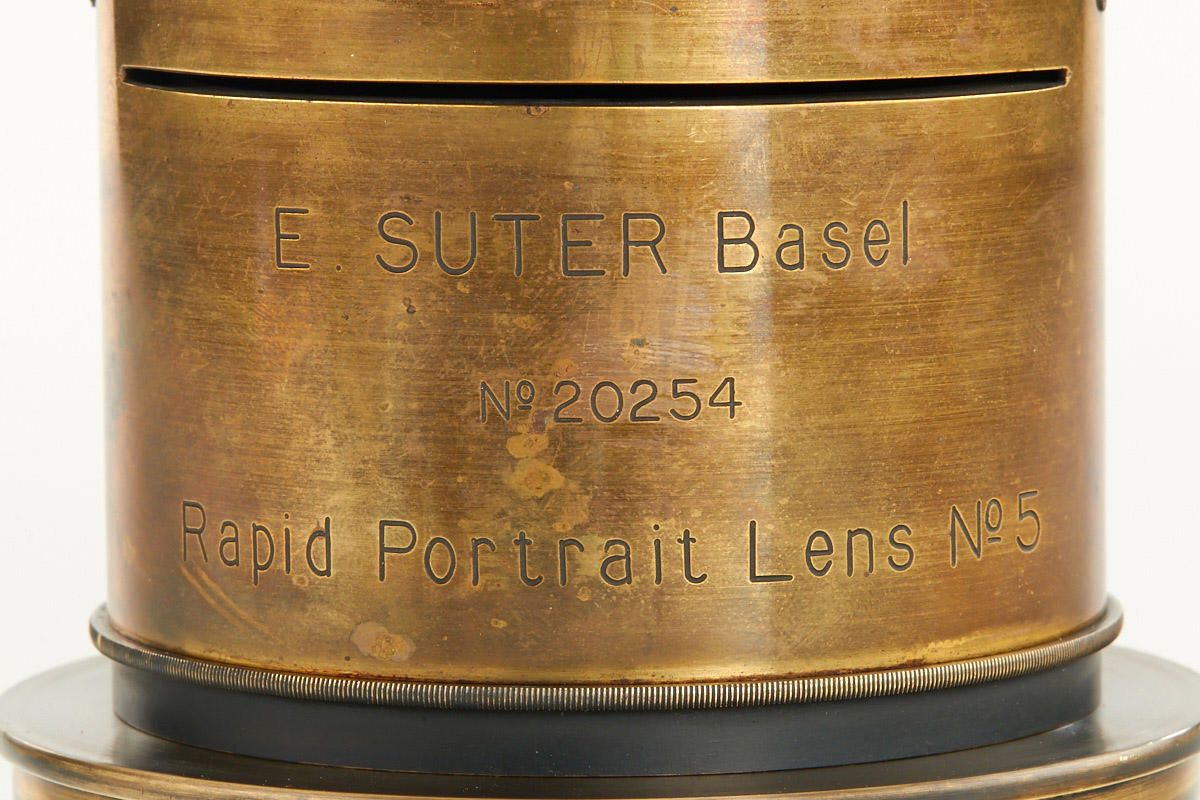 E. SUTER Basel
Nº 20254
Rapid Portrait Lens Nº 5